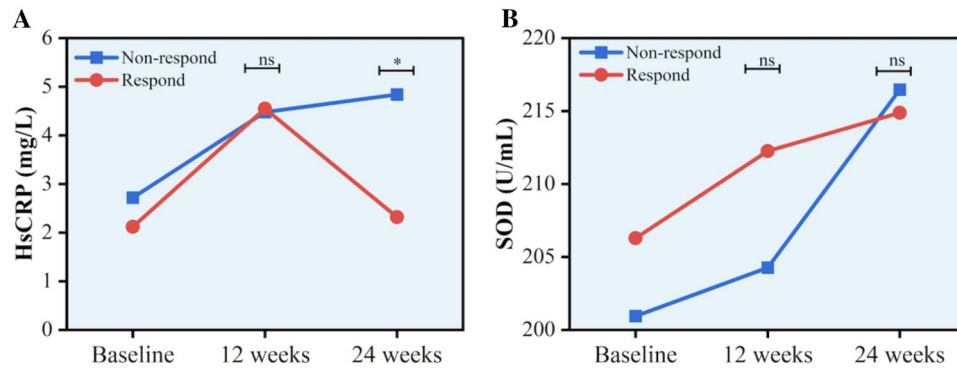 A
HsCRP (mg/L)
6
5
4
3
2
1
0
Non-respond
Respond
ns
*
Baseline
12 weeks
24 weeks
B
SOD (U/mL)
220
215
210
205
200
Non-respond
Respond
ns
ns
Baseline
12 weeks
24 weeks